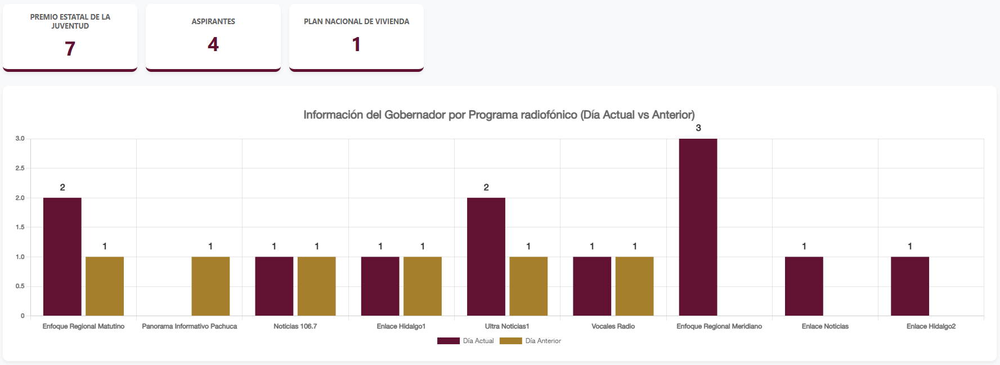 PREMIO ESTATAL DE LA
JUVENTUD
7
ASPIRANTES
4
PLAN NACIONAL DE VIVIENDA
1
Información del Gobernador por Programa radiofónico (Día Actual vs Anterior)
3.0
2.5
2.0
1.5
1.0
0.5
0
2
1
1
1
1
1
1
2
1
1
1
3
1
1
Enfoque Regional Matutino
Panorama Informativo Pachuca
Noticias 106.7
Enlace Hidalgo1
Ultra Noticias1
Vocales Radio
Enfoque Regional Meridiano
Enlace Noticias
Enlace Hidalgo2
Día Actual
Día Anterior